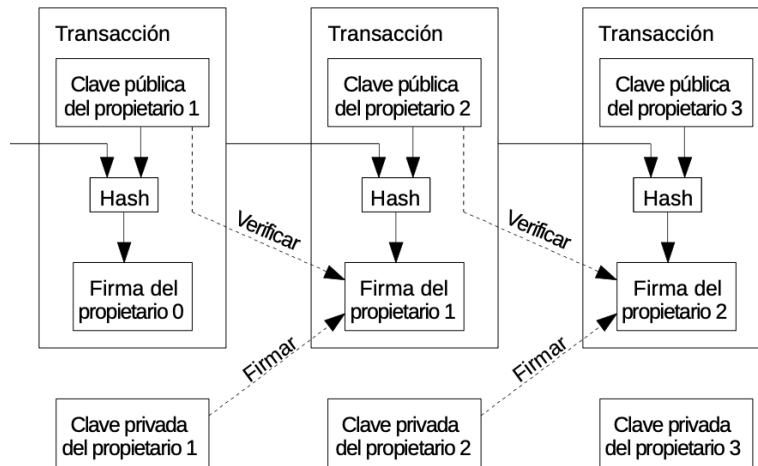 Transacción
Clave pública
del propietario 1
Hash
Firma del
propietario 0
Transacción
Clave pública
del propietario 2
Hash
Firma del
propietario 1
Transacción
Clave pública
del propietario 3
Hash
Firma del
propietario 2
Verificar
Verificar
Firmar
Firmar
Clave privada
del propietario 1
Clave privada
del propietario 2
Clave privada
del propietario 3